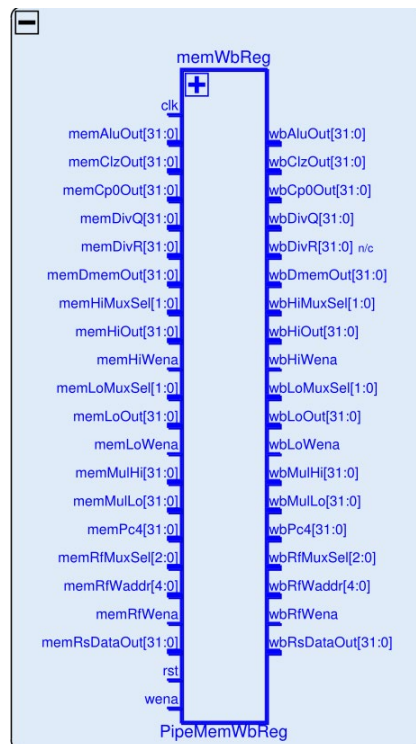 memWbReg
clk
memAluOut[31:0] wbAluOut[31:0]
memClzOut[31:0] wbClzOut[31:0]
memCp0Out[31:0] wbCp0Out[31:0]
memDivQ[31:0] wbDivQ[31:0]
memDivR[31:0] wbDivR[31:0] n/c
memDmemOut[31:0] wbDmemOut[31:0]
memHiMuxSel[1:0] wbHiMuxSel[1:0]
memHiOut[31:0] wbHiOut[31:0]
memHiWena wbHiWena
memLoMuxSel[1:0] wbLoMuxSel[1:0]
memLoOut[31:0] wbLoOut[31:0]
memLoWena wbLoWena
memMulHi[31:0] wbMulHi[31:0]
memMulLo[31:0] wbMulLo[31:0]
memPc4[31:0] wbPc4[31:0]
memRfMuxSel[2:0] wbRfMuxSel[2:0]
memRfWaddr[4:0] wbRfWaddr[4:0]
memRfWena wbRfWena
memRsDataOut[31:0] wbRsDataOut[31:0]
rst
wena
PipeMemWbReg